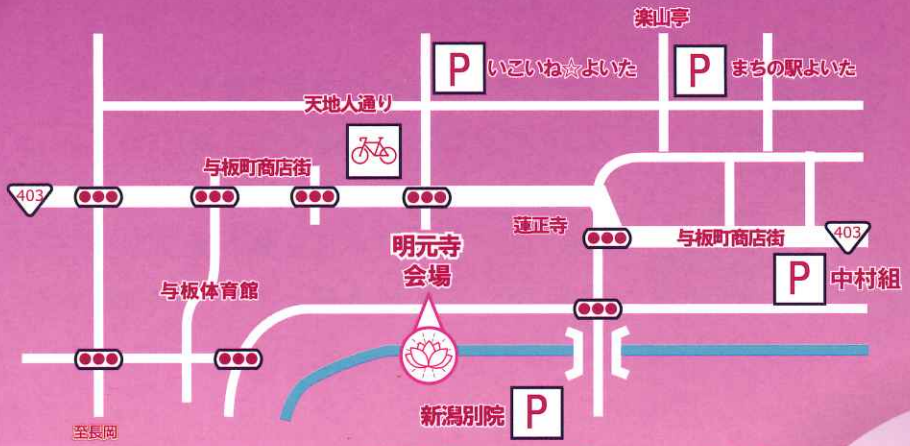 楽山亭
P いこいね☆よいた
P まちの駅よいた
天地人通り
与板町商店街
403
蓮正寺
与板町商店街
403
明元寺
会場
P 中村組
与板体育館
新潟別院 P
至長岡